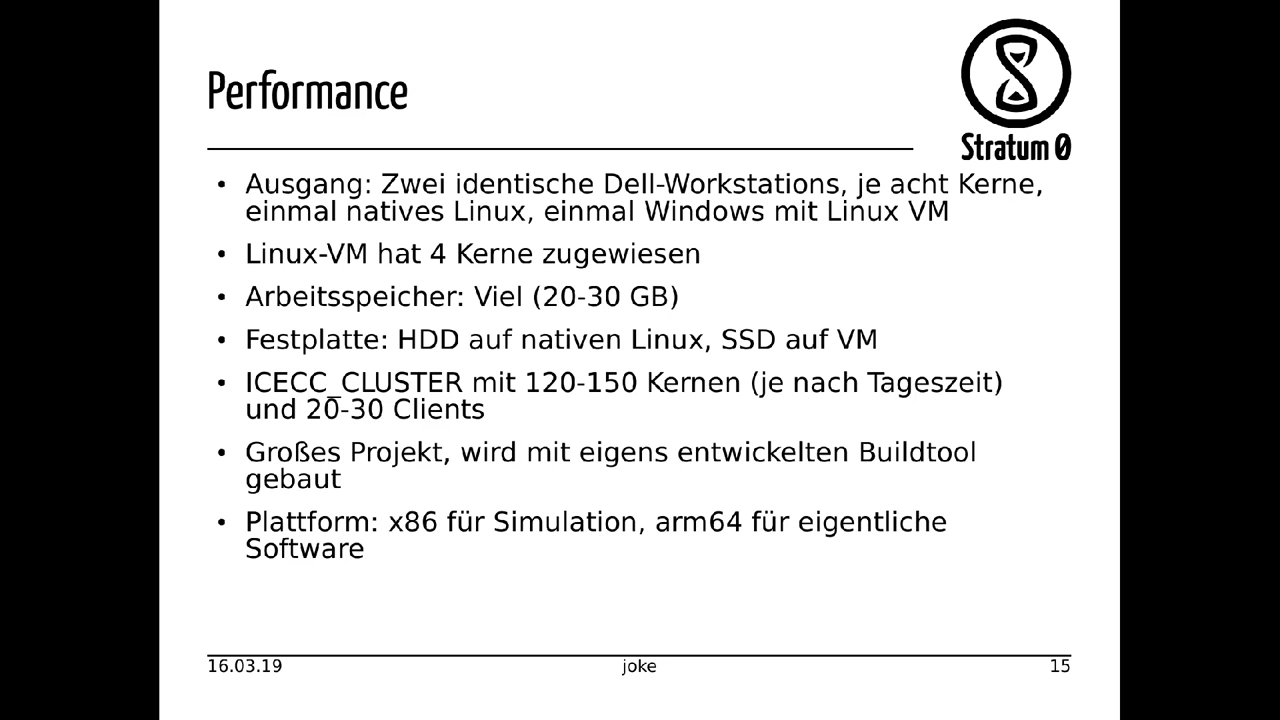 Performance
Stratum 0
• Ausgang: Zwei identische Dell-Workstations, je acht Kerne,
einmal natives Linux, einmal Windows mit Linux VM
• Linux-VM hat 4 Kerne zugewiesen
• Arbeitsspeicher: Viel (20-30 GB)
• Festplatte: HDD auf nativen Linux, SSD auf VM
• ICECC_CLUSTER mit 120-150 Kernen (je nach Tageszeit)
und 20-30 Clients
• Großes Projekt, wird mit eigens entwickelten Buildtool
gebaut
• Plattform: x86 für Simulation, arm64 für eigentliche
Software
16.03.19
joke
15